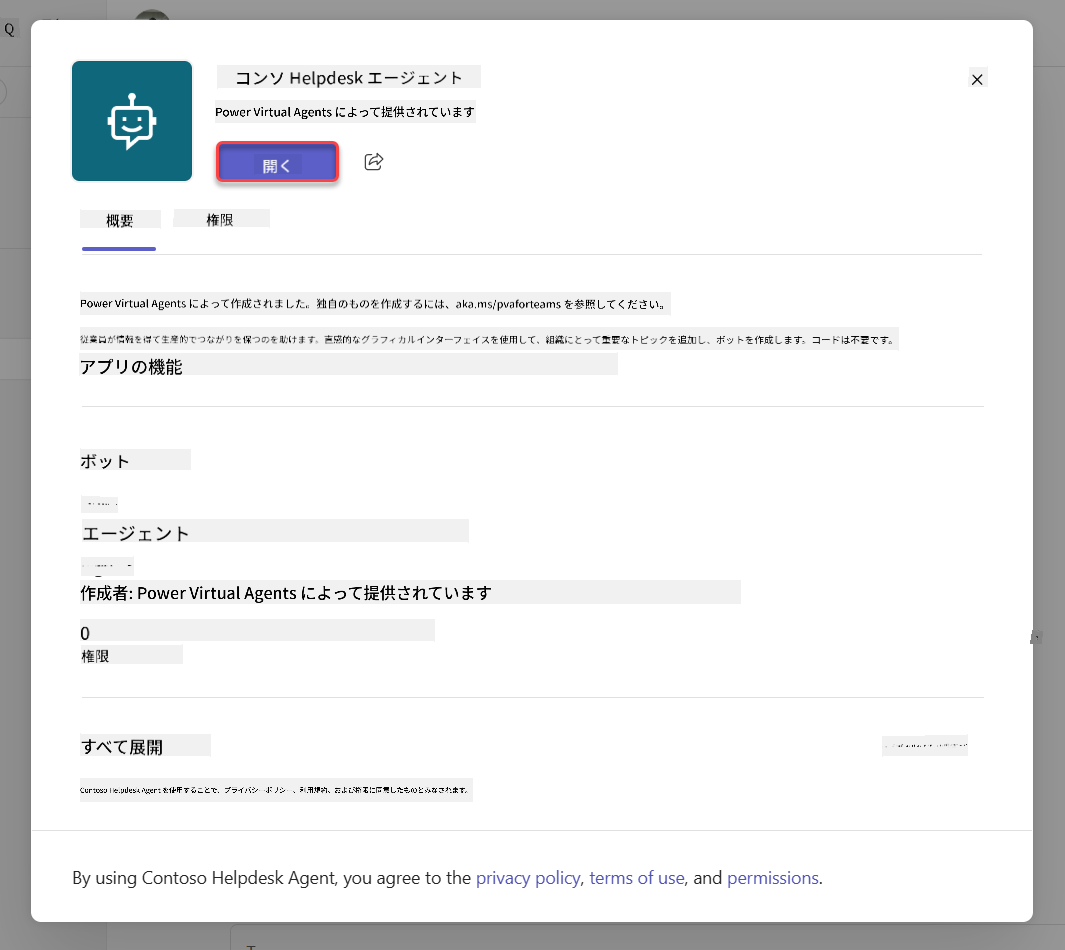 Q
コンソ Helpdesk エージェント
Power Virtual Agents によって提供されています
開く
概要
権限
Power Virtual Agents によって作成されました。独自のものを作成するには、aka.ms/pvaforteams を参照してください。
従業員が情報を得て生産的でつながりを保つのを助けます。直感的なグラフィカルインターフェイスを使用して、組織にとって重要なトピックを追加し、ボットを作成します。コードは不要です。
アプリの機能
ボット
エージェント
作成者: Power Virtual Agents によって提供されています
0
権限
すべて展開
Contoso Helpdesk Agent を使用することで、プライバシーポリシー、利用規約、および権限に同意したものとみなされます。
By using Contoso Helpdesk Agent, you agree to the privacy policy, terms of use, and permissions.